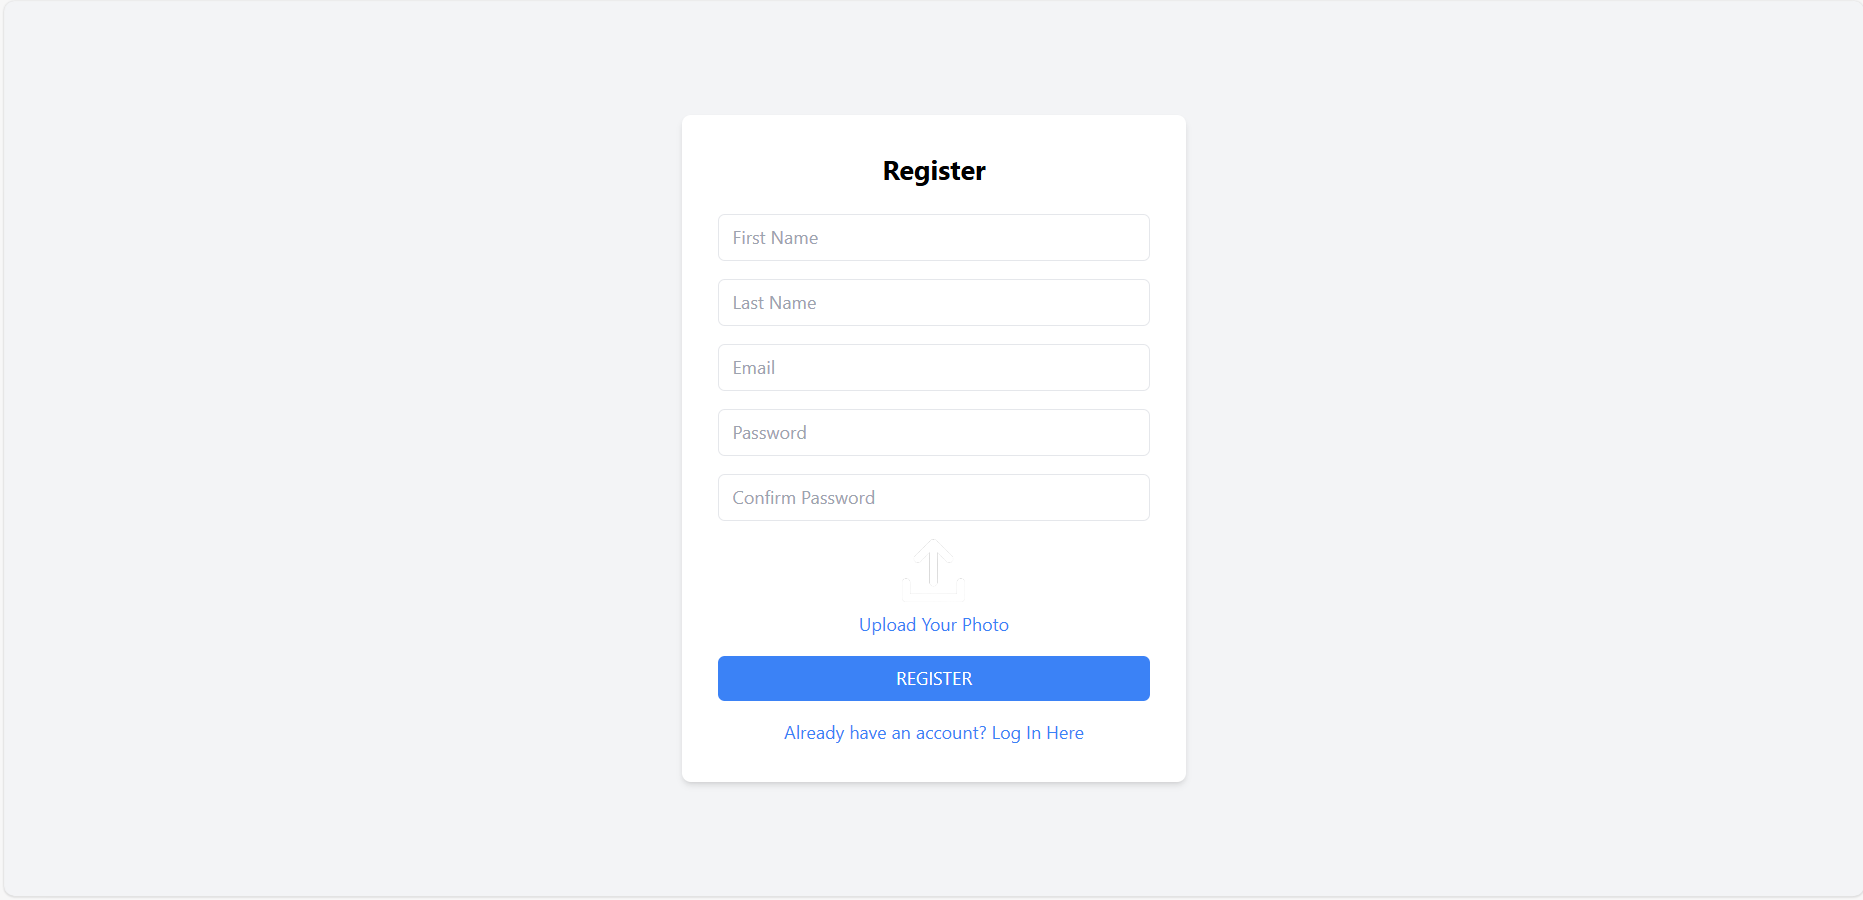 Register
First Name
Last Name
Email
Password
Confirm Password
Upload Your Photo
REGISTER
Already have an account? Log In Here